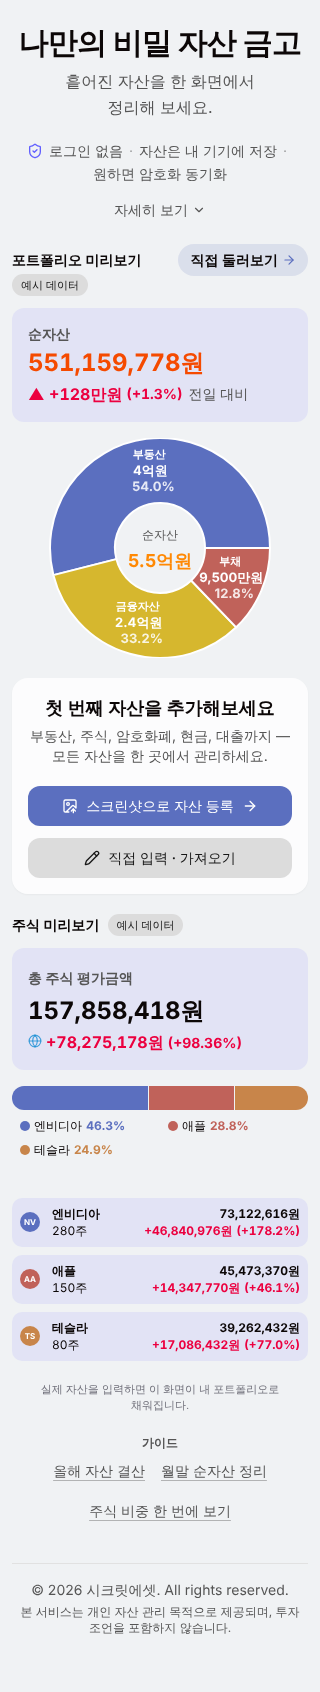 나만의 비밀 자산 금고
흩어진 자산을 한 화면에서
정리해 보세요.
로그인 없음 · 자산은 내 기기에 저장 ·
원하면 암호화 동기화
자세히 보기
포트폴리오 미리보기
직접 둘러보기 →
예시 데이터
순자산
551,159,778원
▲ +128만원 (+1.3%) 전일 대비
부동산
4억원
54.0%
순자산
5.5억원
부채
9,500만원
12.8%
금융자산
2.4억원
33.2%
첫 번째 자산을 추가해보세요
부동산, 주식, 암호화폐, 현금, 대출까지 —
모든 자산을 한 곳에서 관리하세요.
스크린샷으로 자산 등록 →
직접 입력 · 가져오기
주식 미리보기 예시 데이터
총 주식 평가금액
157,858,418원
+78,275,178원 (+98.36%)
엔비디아 46.3% 애플 28.8%
테슬라 24.9%
NV
엔비디아 73,122,616원
280주 +46,840,976원 (+178.2%)
AA
애플 45,473,370원
150주 +14,347,770원 (+46.1%)
TS
테슬라 39,262,432원
80주 +17,086,432원 (+77.0%)
실제 자산을 입력하면 이 화면이 내 포트폴리오로
채워집니다.
가이드
올해 자산 결산 월말 순자산 정리
주식 비중 한 번에 보기
© 2026 시크릿에셋. All rights reserved.
본 서비스는 개인 자산 관리 목적으로 제공되며, 투자
조언을 포함하지 않습니다.